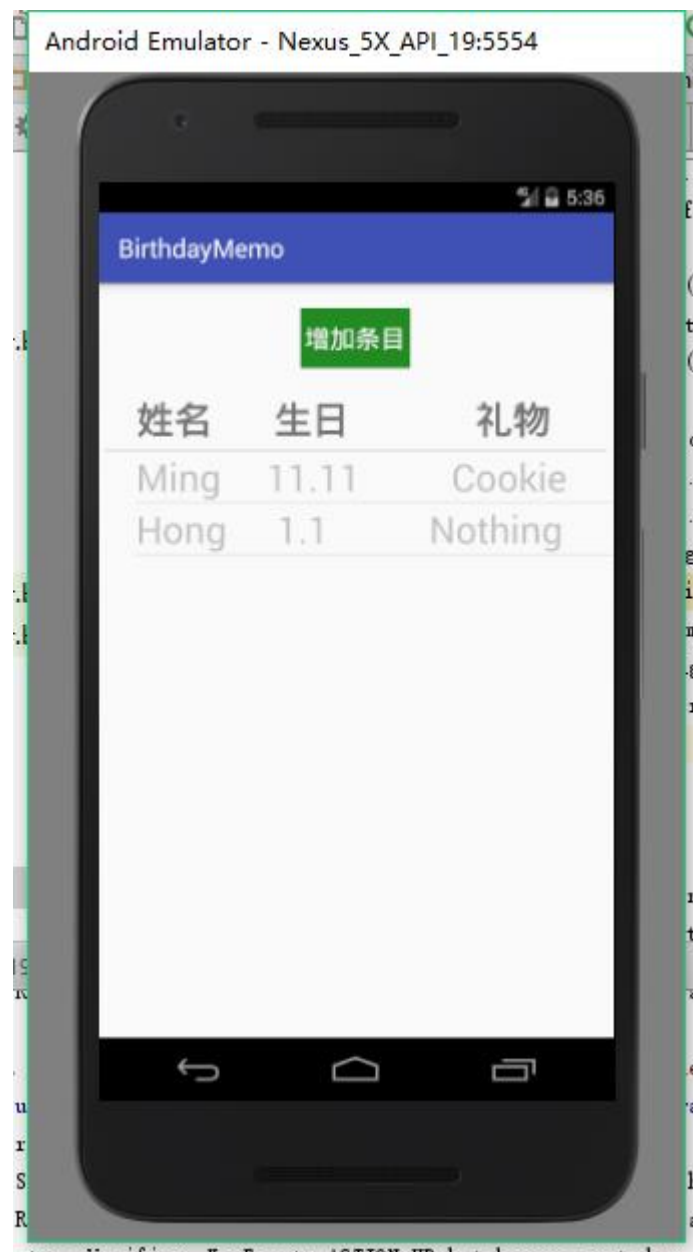 Android Emulator - Nexus_5X_API_19:5554
5:36
BirthdayMemo
增加条目
姓名 生日 礼物
Ming 11.11 Cookie
Hong 1.1 Nothing